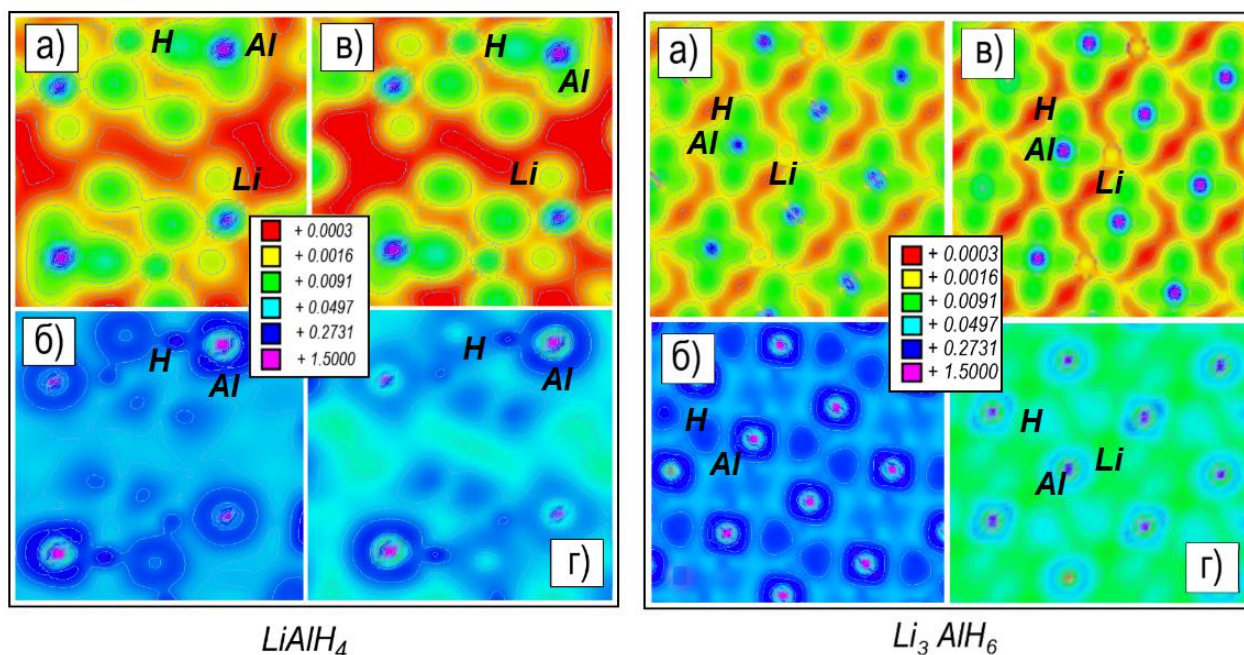 а)
H
Al
в)
H
Al
Li
Li
+ 0.0003
+ 0.0016
+ 0.0091
+ 0.0497
+ 0.2731
+ 1.5000
б)
H
Al
H
Al
г)
LiAlH4
а)
H
Al
Li
в)
H
Al
Li
+ 0.0003
+ 0.0016
+ 0.0091
+ 0.0497
+ 0.2731
+ 1.5000
б)
H
Al
H
Li
Al
г)
Li3 AlH6